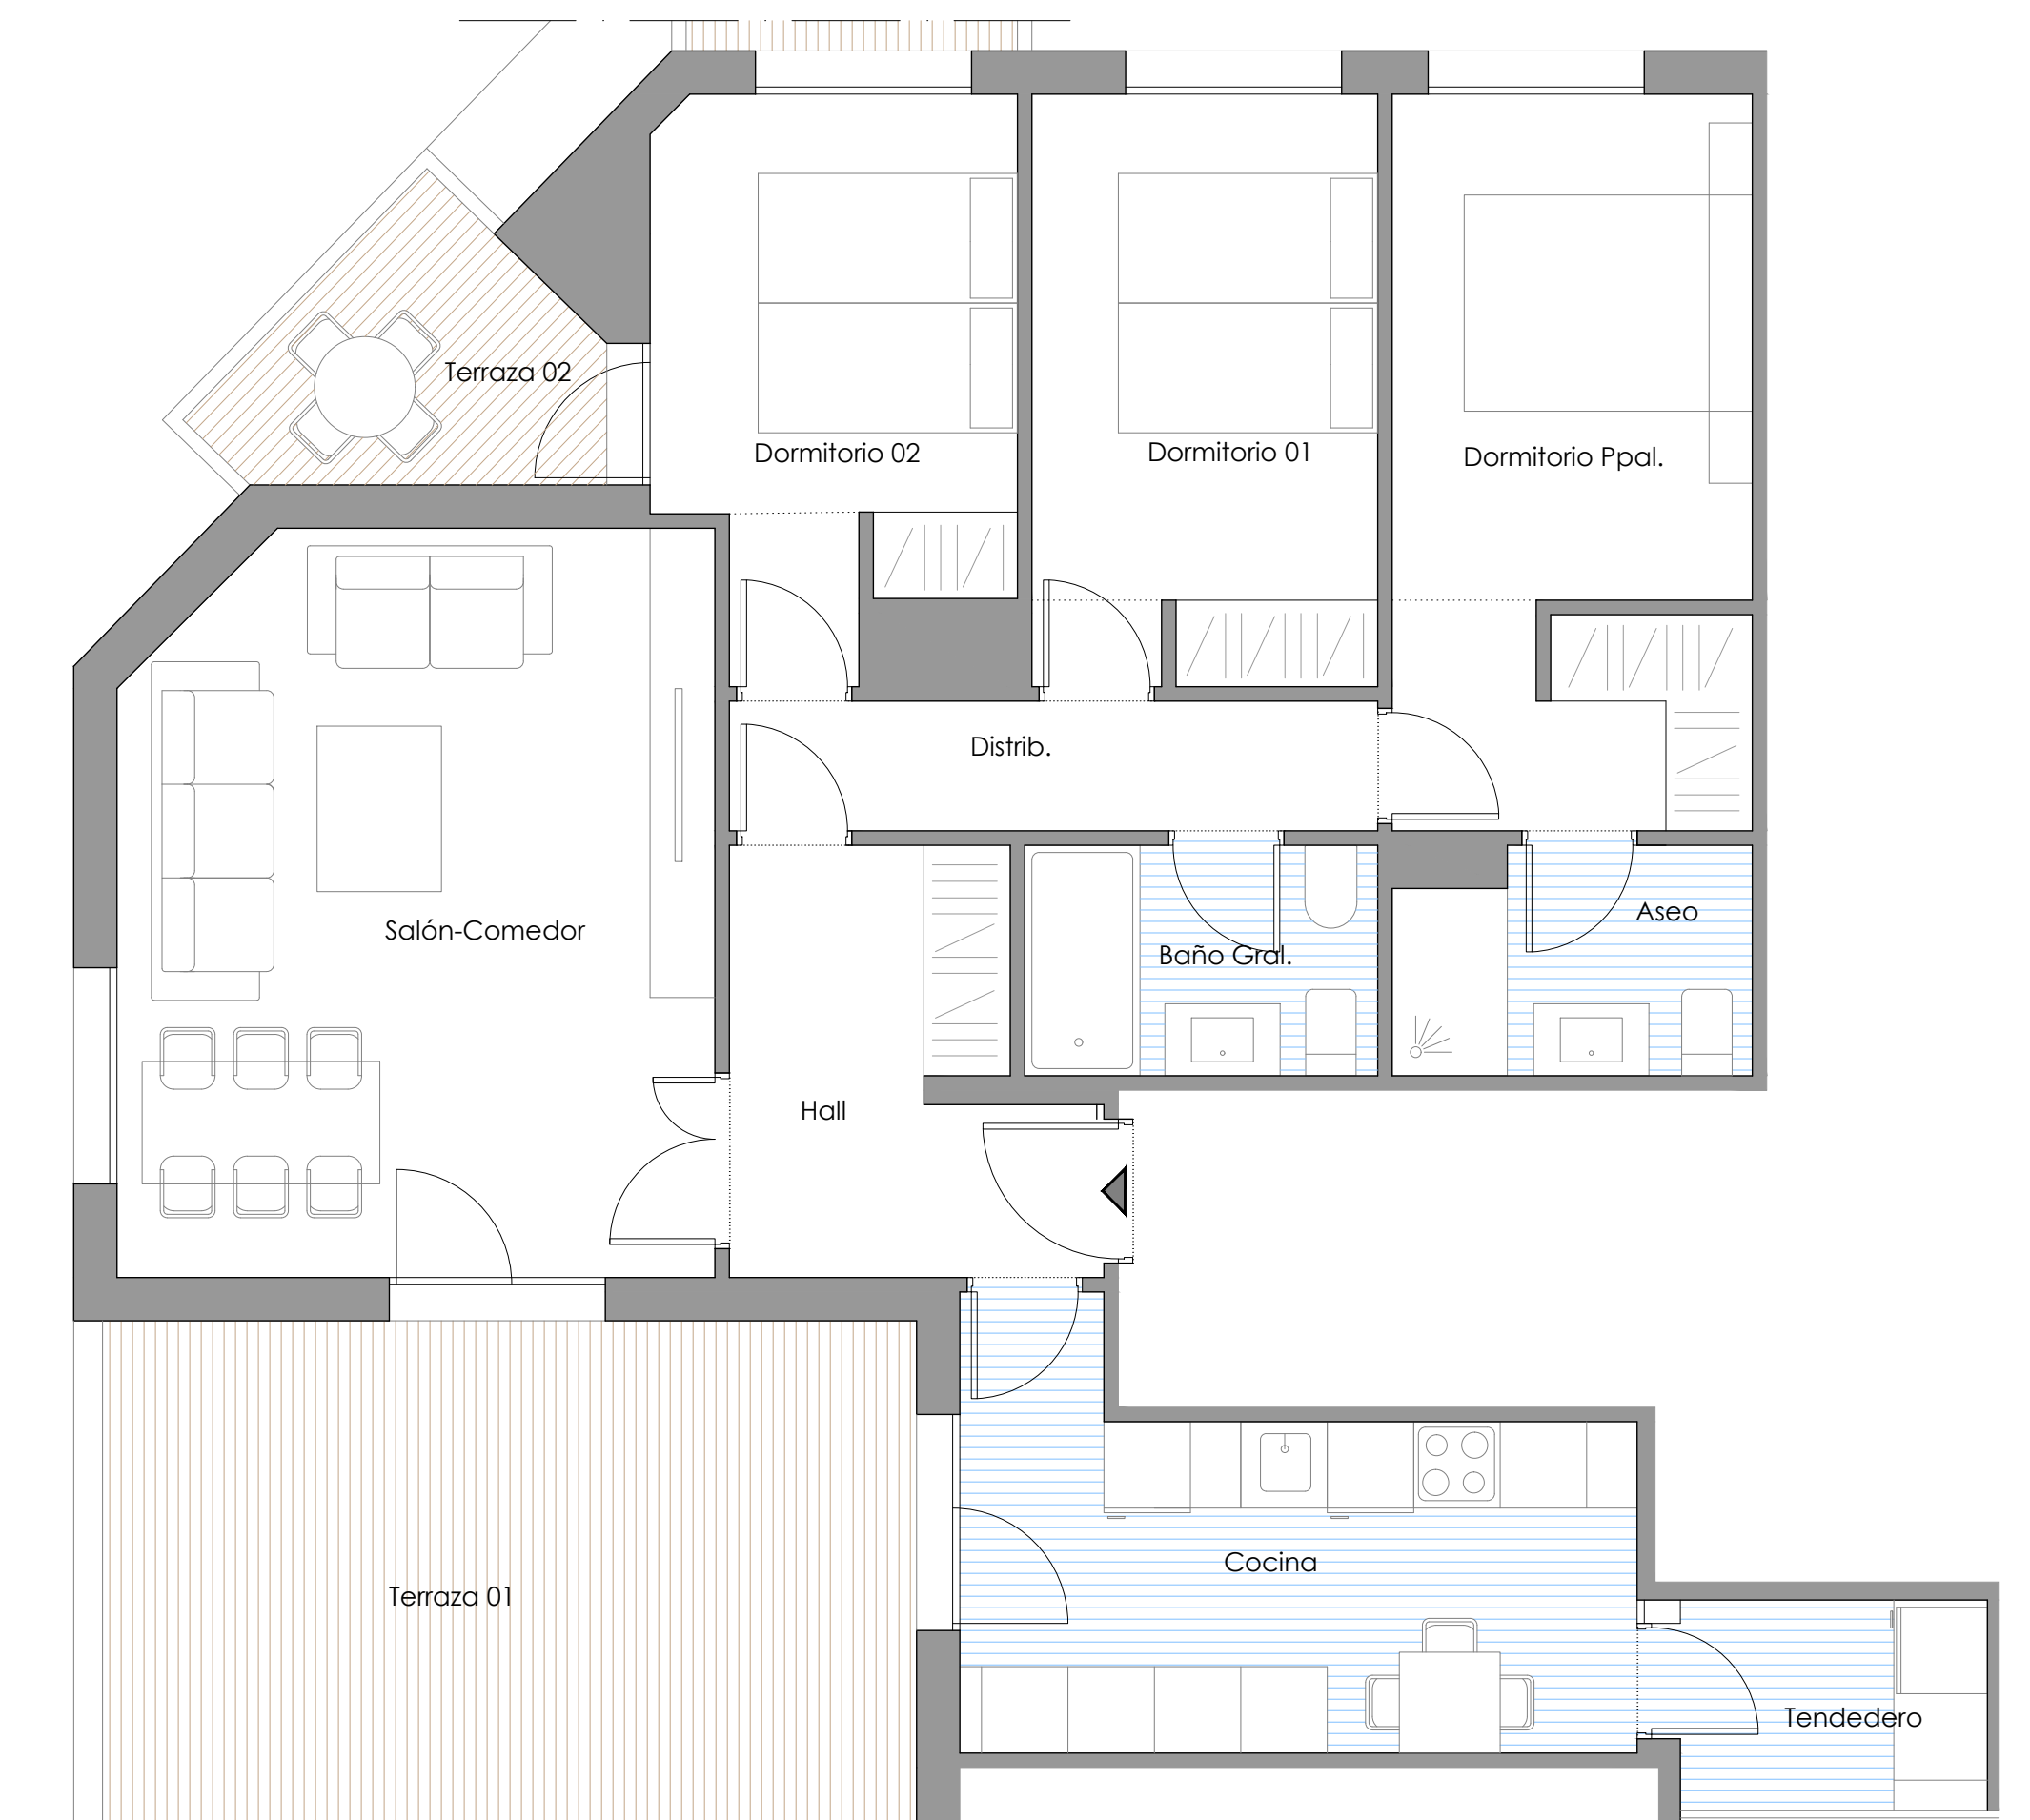 Terraza 02
Dormitorio 02
Dormitorio 01
Dormitorio Ppal.
Distrib.
Salón-Comedor
Aseo
Baño Gral.
Hall
Cocina
Terraza 01
Tendedero